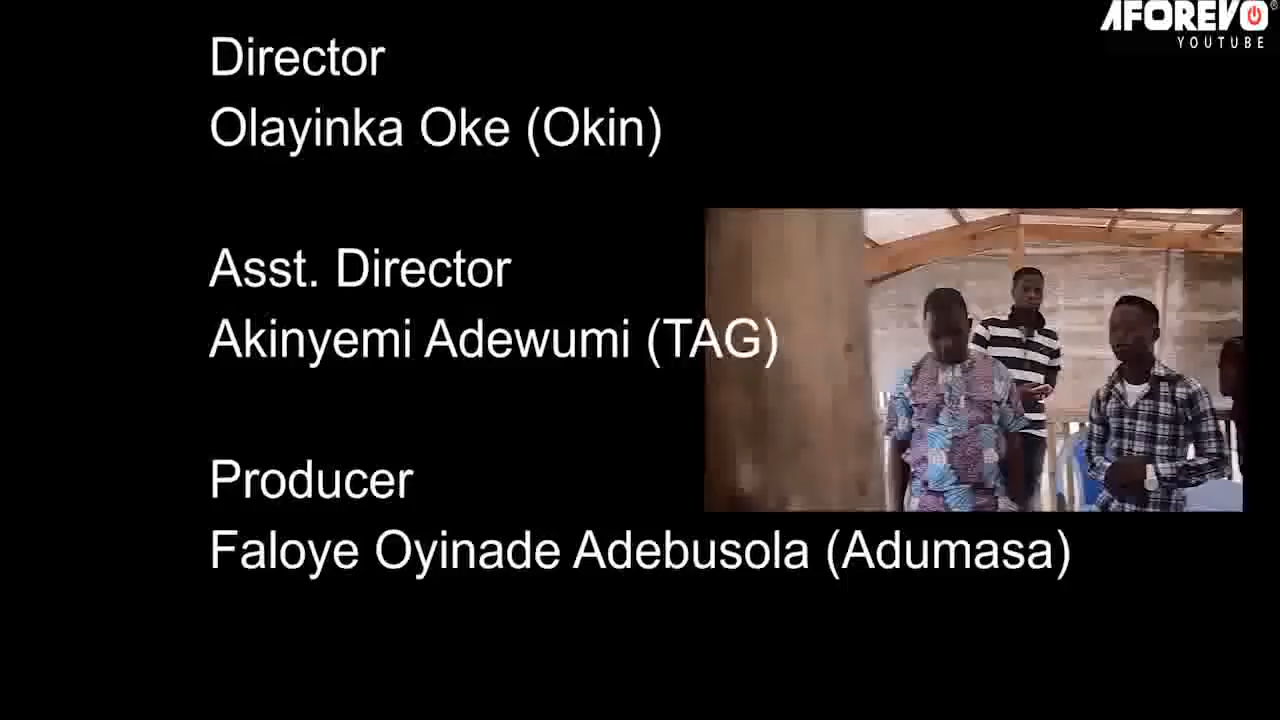 AFOREVO
YOUTUBE
Director
Olayinka Oke (Okin)
Asst. Director
Akinyemi Adewumi (TAG)
Producer
Faloye Oyinade Adebusola (Adumasa)